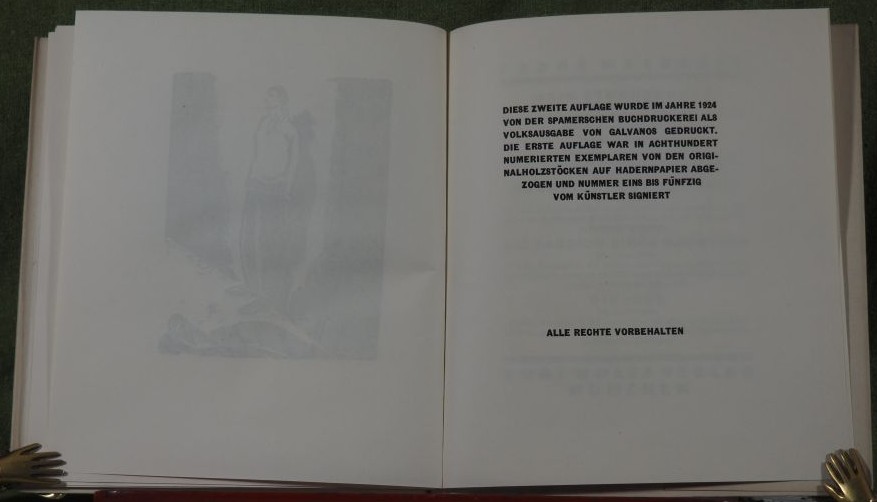 DIESE ZWEITE AUFLAGE WURDE IM JAHRE 1924
VON DER SPAMERSCHEN BUCHDRUCKEREI ALS
VOLKSAUSGABE VON GALVANOS GEDRUCKT.
DIE ERSTE AUFLAGE WAR IN ACHTHUNDERT
NUMERIERTEN EXEMPLAREN VON DEN ORIGI-
NALHOLZSTÖCKEN AUF HADERNPAPIER ABGE-
ZOGEN UND NUMMER EINS BIS FÜNFZIG
VOM KÜNSTLER SIGNIERT
ALLE RECHTE VORBEHALTEN